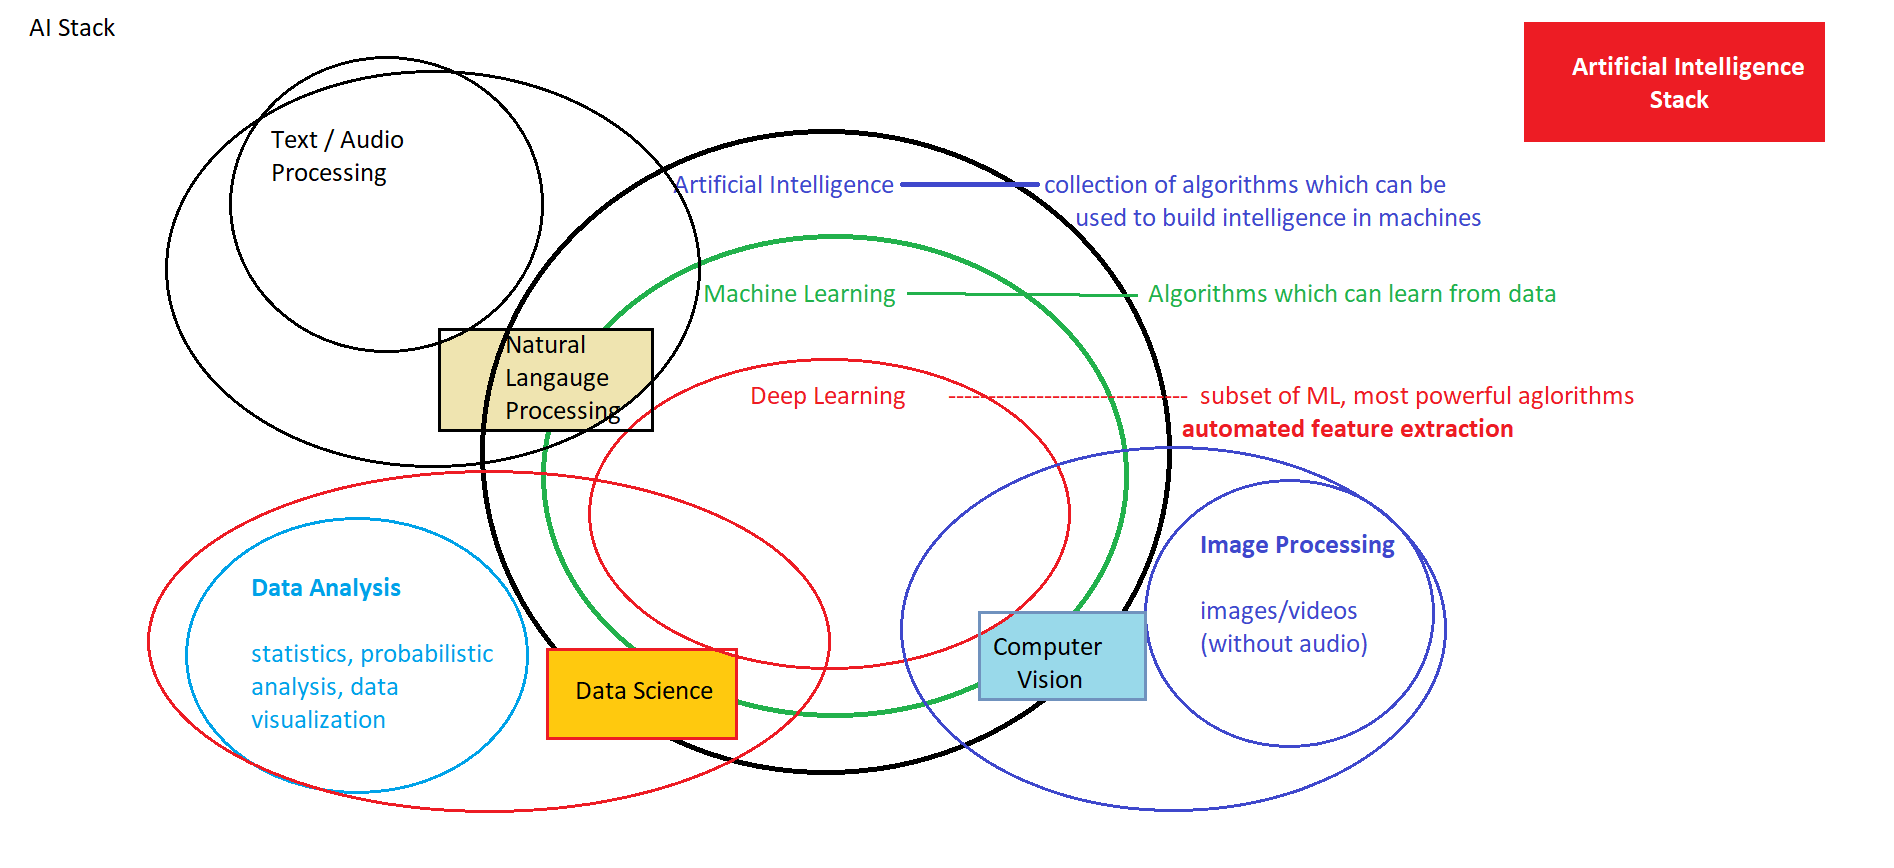 AI Stack
Artificial Intelligence
Stack
Text / Audio
Processing
Artificial Intelligence
collection of algorithms which can be
used to build intelligence in machines
Machine Learning
Algorithms which can learn from data
Natural
Langauge
Processing
Deep Learning
subset of ML, most powerful aglorithms
automated feature extraction
Image Processing
images/videos
(without audio)
Data Analysis
statistics, probabilistic
analysis, data
visualization
Computer
Vision
Data Science